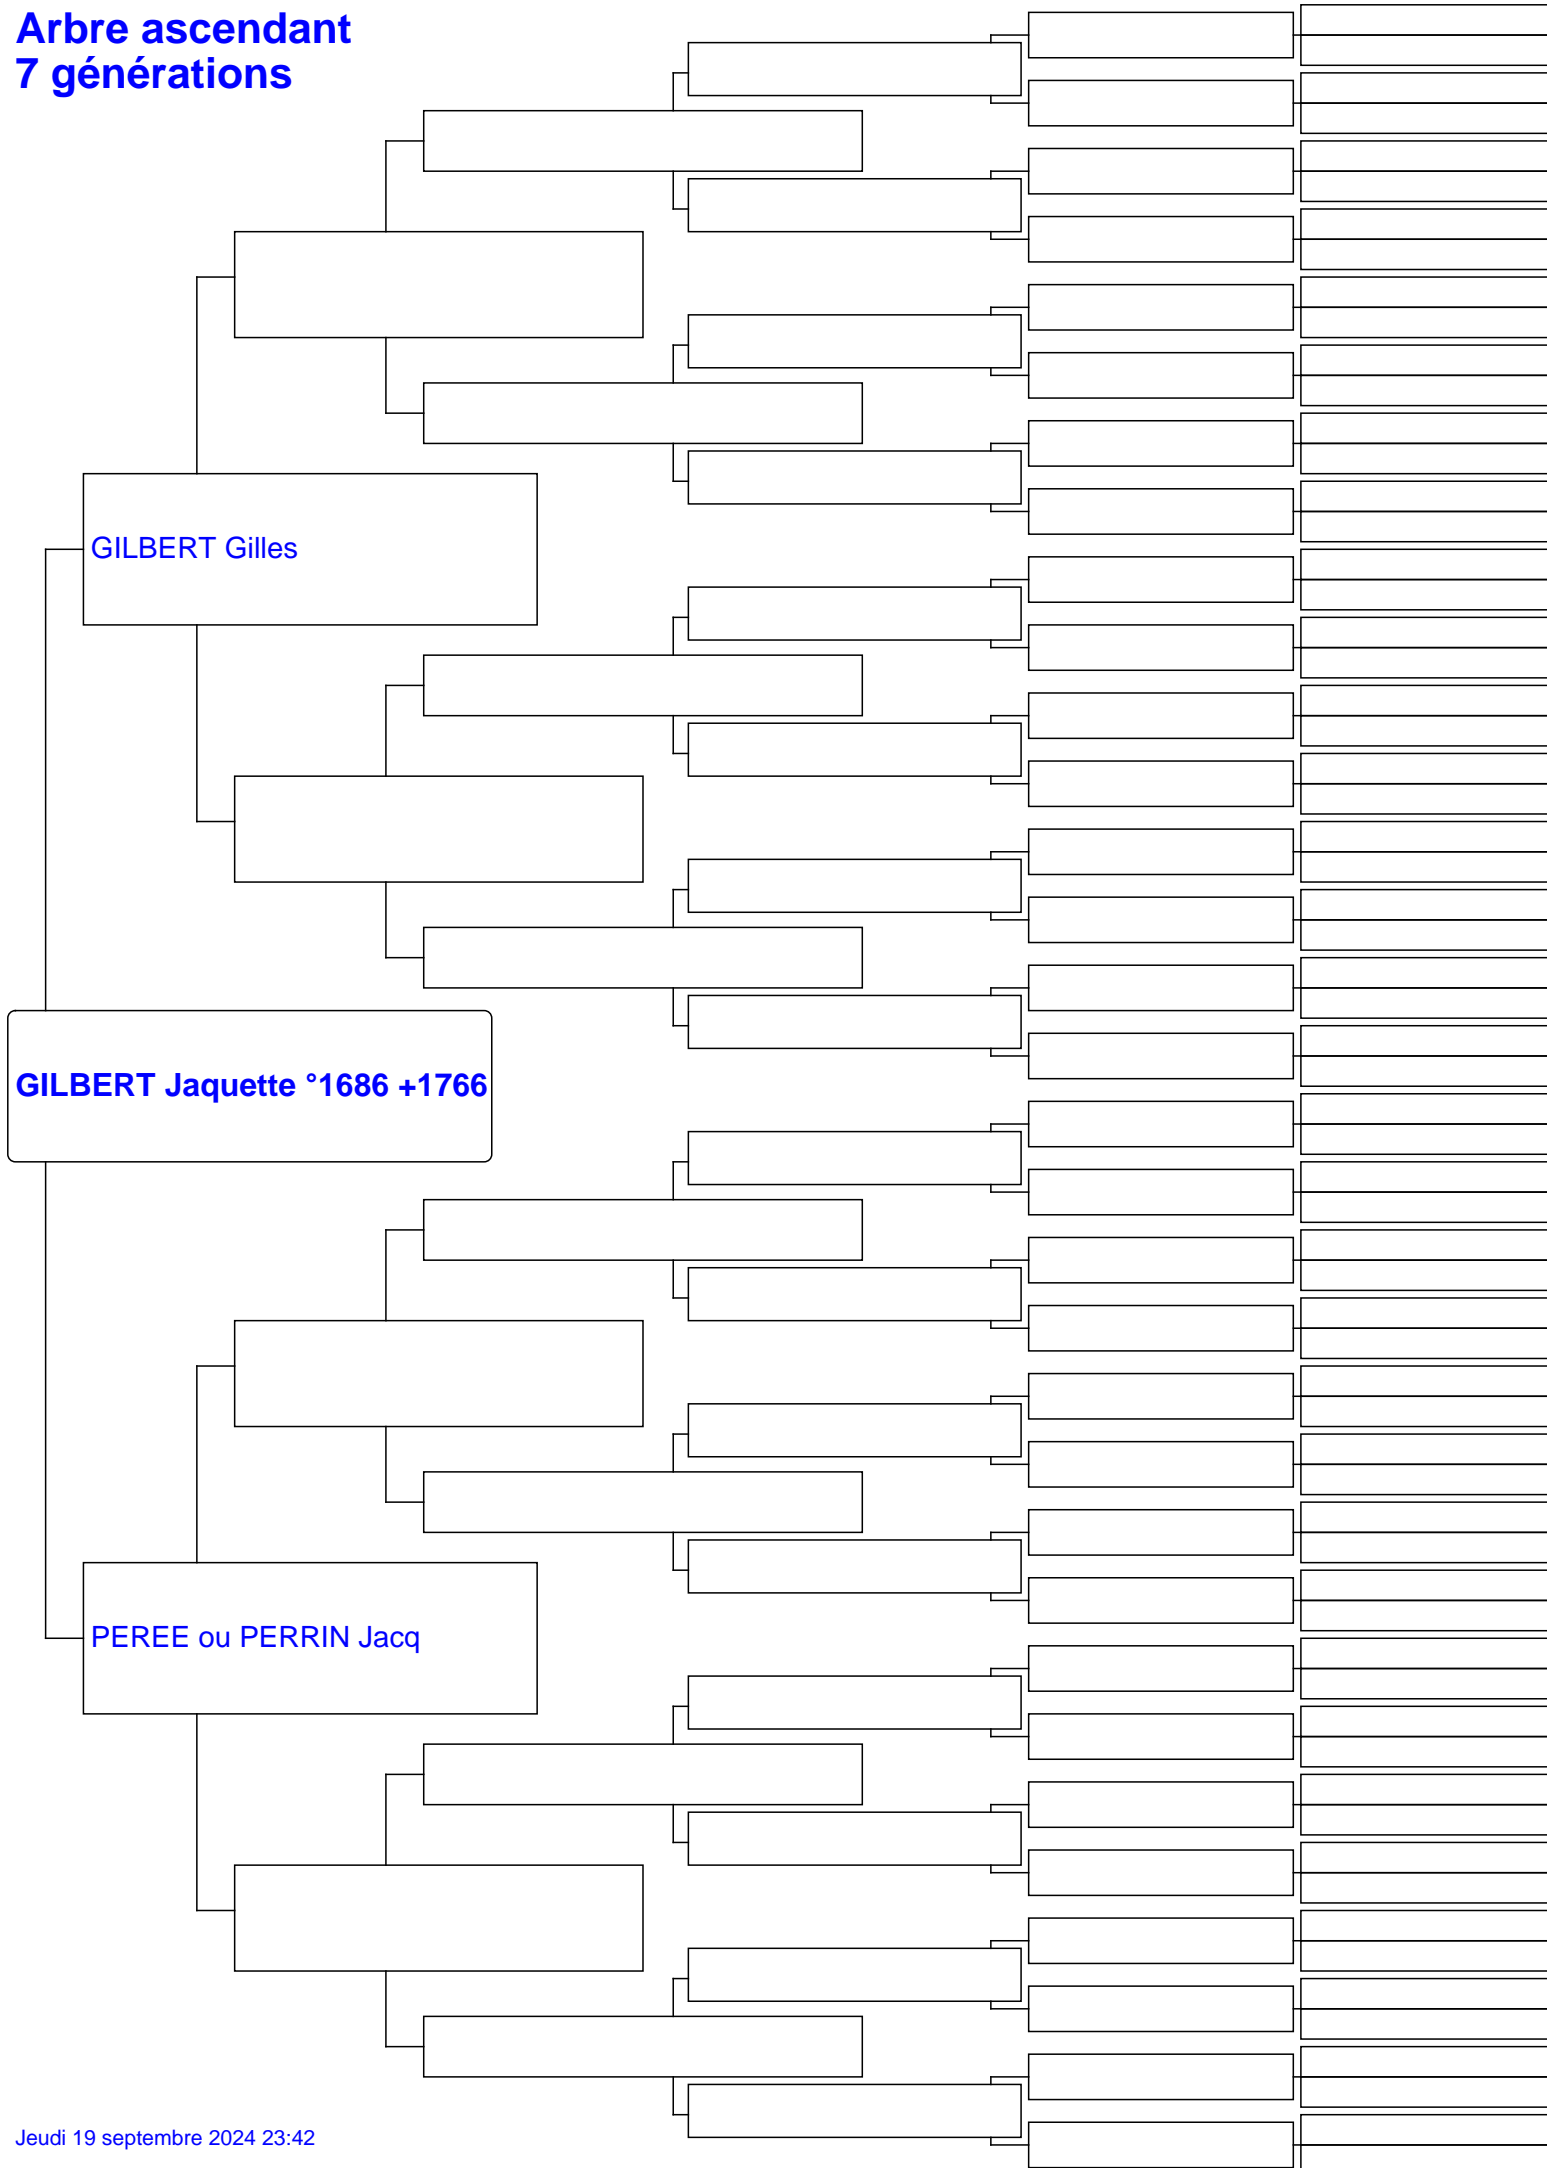 Arbre ascendant
7 générations
GILBERT Gilles
GILBERT Jaquette °1686 +1766
PEREE ou PERRIN Jacq
Jeudi 19 septembre 2024 23:42